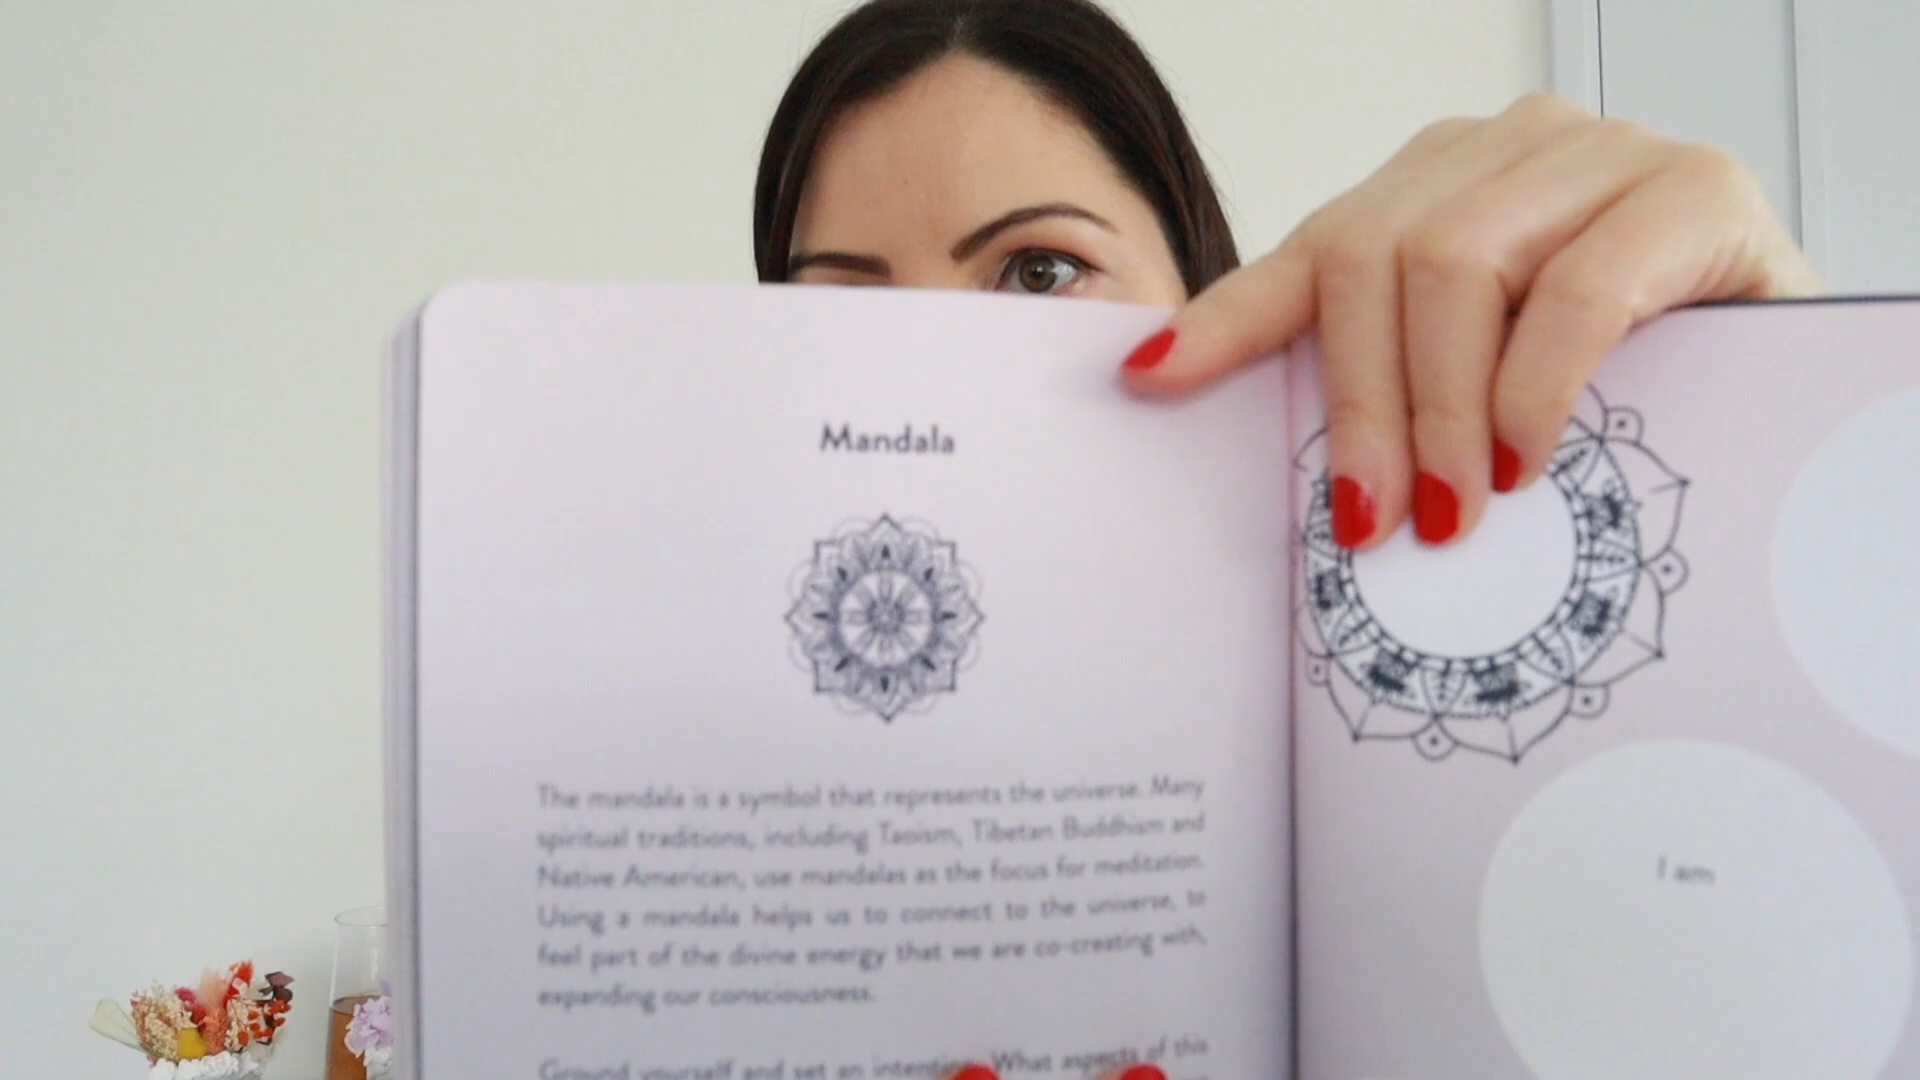 Mandala
The mandala is a symbol that represents the universe. Many
spiritual traditions, including Taoism, Tibetan Buddhism and
Native American, use mandalas as the focus for meditation.
Using a mandala helps us to connect to the universe, to
feel part of the divine energy that we are co-creating with,
expanding our consciousness.
Ground yourself and set an intention. What aspects of this
I am